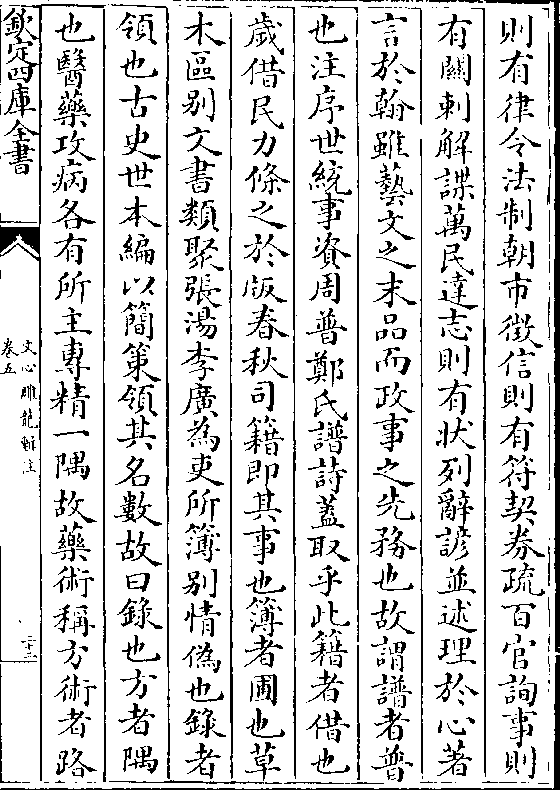 則有律令法制朝市徵信則有符契券疏百官詢事則
有關刺解諜萬民達志則有狀列辭諺並述理於心著
言於翰雖藝文之末品而政事之先務也故謂譜者普
也注序世統事資周普鄭氏譜詩蓋取乎此籍者借也
歲借民力條之於版春秋司籍即其事也簿者圃也草
木區别文書類聚張湯李廣為吏所簿别情偽也錄者
領也古史世本編以簡策領其名數故曰錄也方者隅
也醫藥攻病各有所主專精一隅故藥術稱方術者路
欽定四庫全書
文心雕龍輯注
卷五